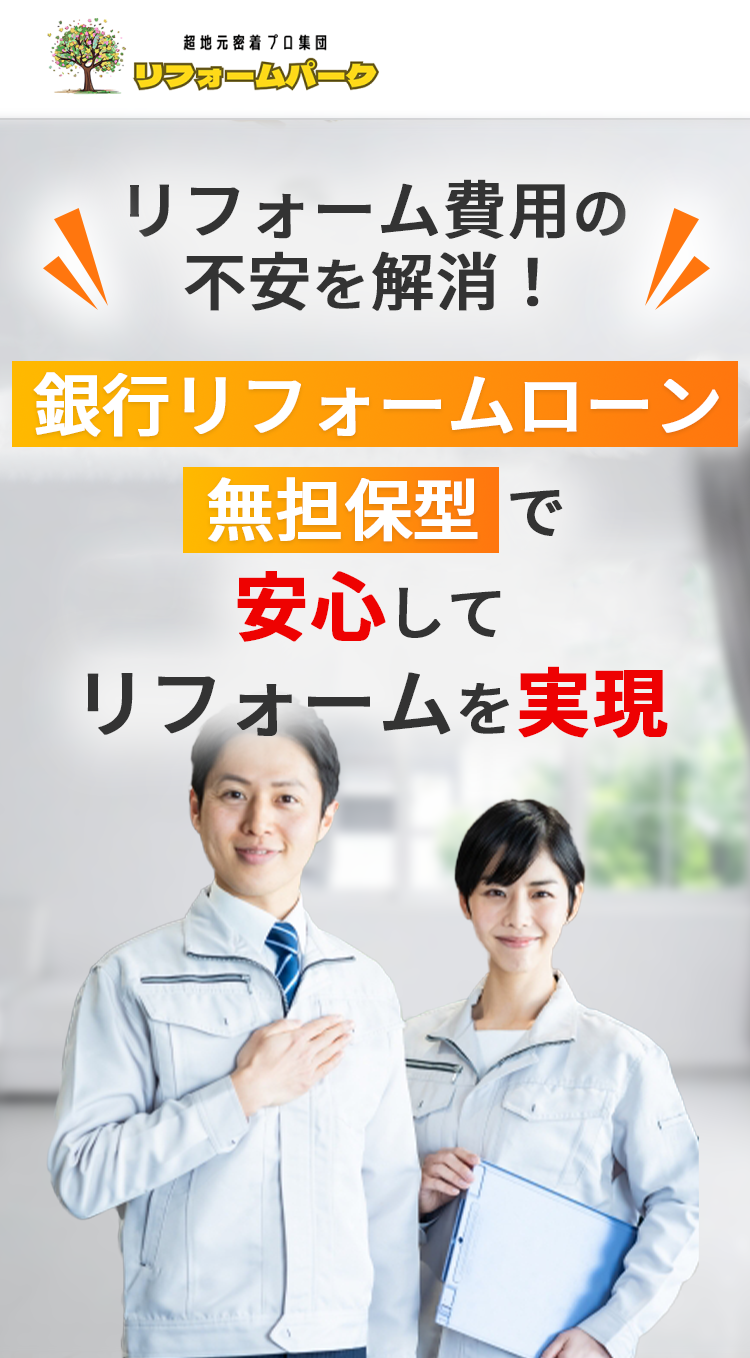 超地元密着プロ集団
リフォームパーク
リフォーム費用の
不安を解消！
銀行リフォームローン
無担保型で
安心して
リフォームを実現